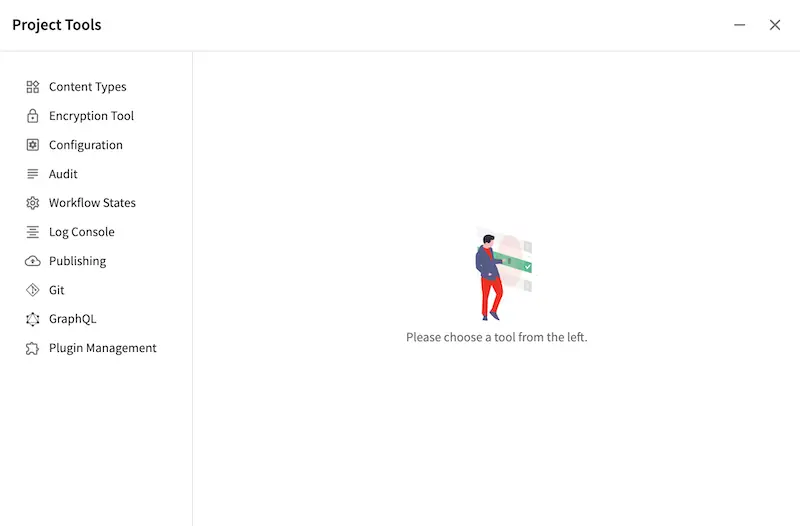 Project Tools
Content Types
Encryption Tool
Configuration
Audit
Workflow States
Log Console
Publishing
Git
GraphQL
Plugin Management
Please choose a tool from the left.